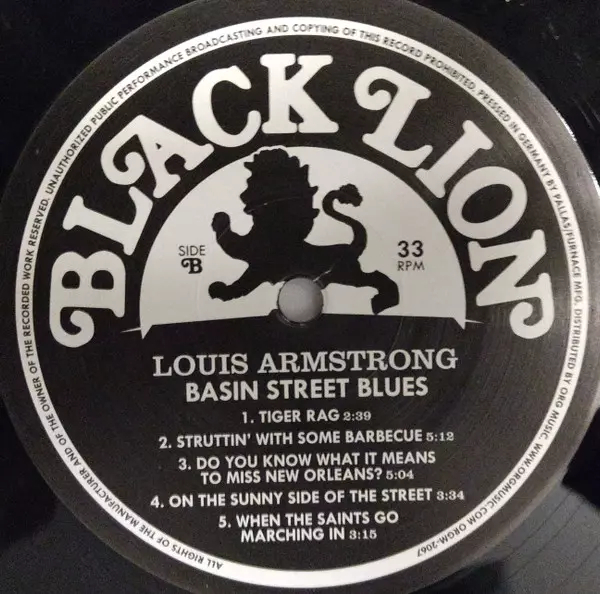 ALL RIGHTS OF THE MANUFACTURER AND OF THE OWNER OF THE RECORDED WORK RESERVED. UNAUTHORIZED PUBLIC PERFORMANCE BROADCASTING AND COPYING OF THIS RECORD PROHIBITED. PRESSED IN GERMANY BY PALLAS/FURNACE MFG. DISTRIBUTED BY ORG MUSIC. WWW.ORGMUSIC.COM ORGM-2067
BLACK LION
SIDE
B
33
RPM
LOUIS ARMSTRONG
BASIN STREET BLUES
1. TIGER RAG 2:39
2. STRUTTIN' WITH SOME BARBECUE 5:12
3. DO YOU KNOW WHAT IT MEANS
TO MISS NEW ORLEANS? 5:04
4. ON THE SUNNY SIDE OF THE STREET 3:34
5. WHEN THE SAINTS GO
MARCHING IN 3:15